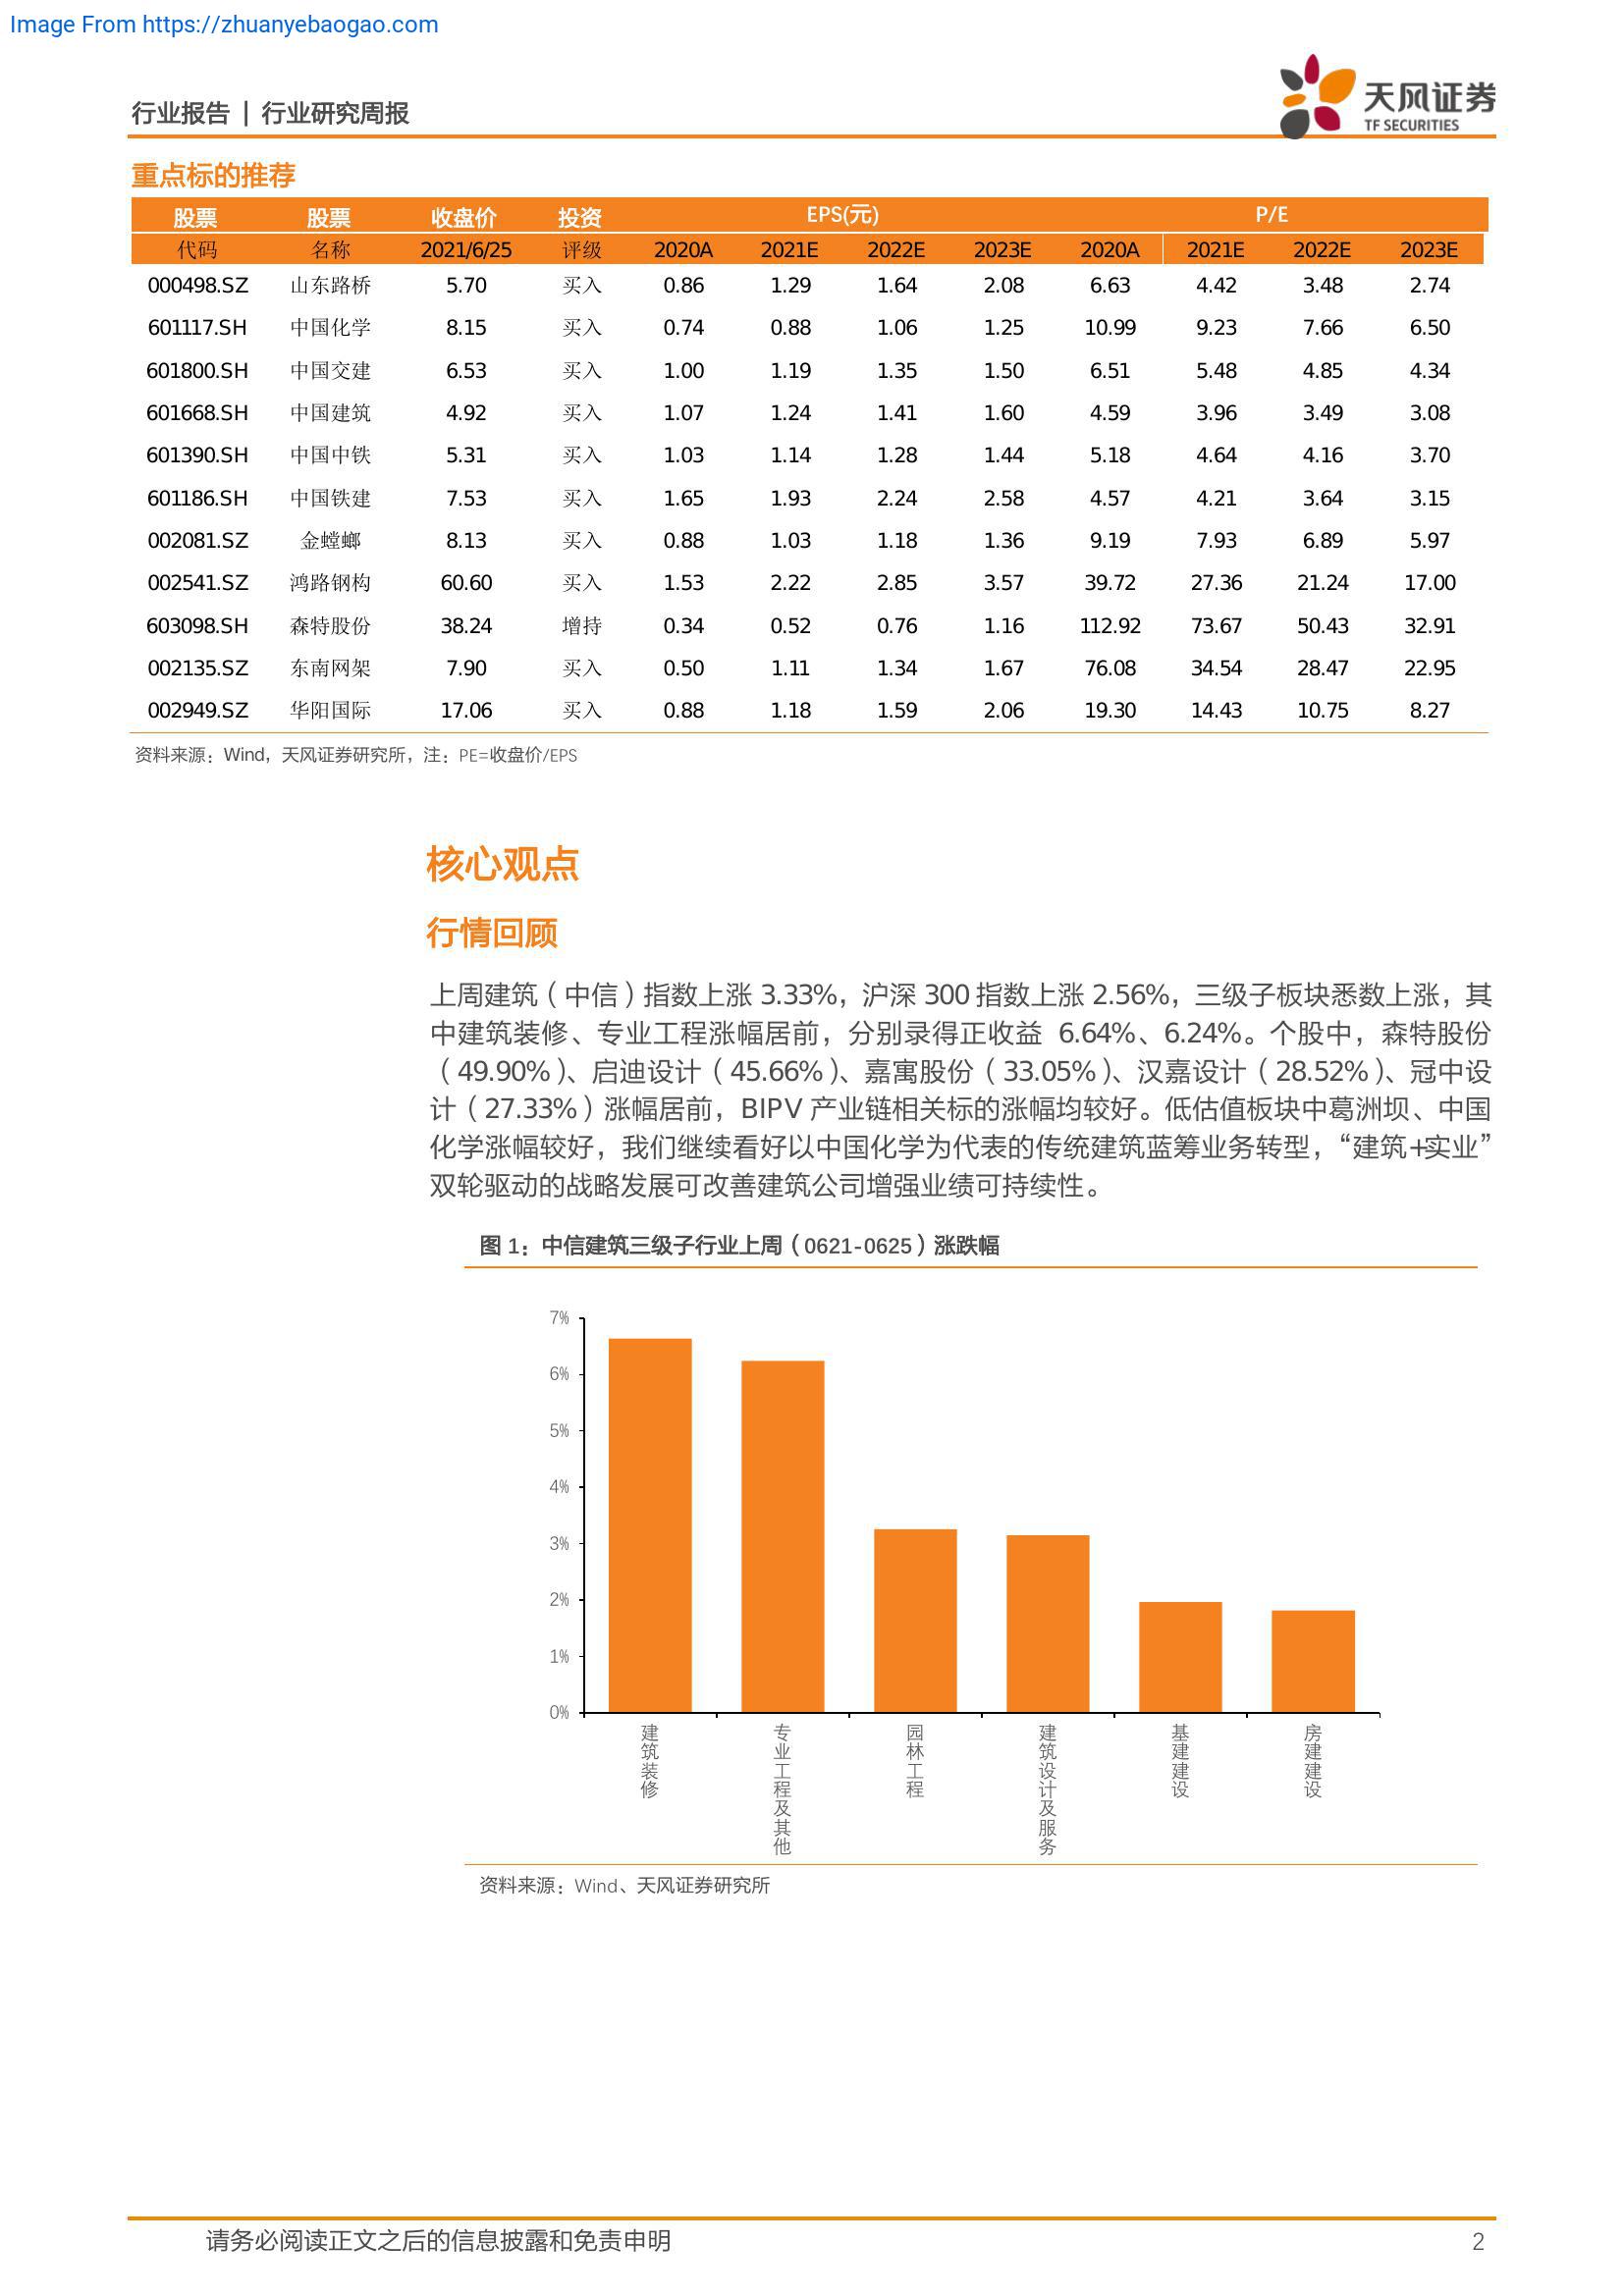 Image From https://zhuanyebaogao.com
行业报告 | 行业研究周报
天风证券
TF SECURITIES
重点标的推荐
股票 股票 收盘价 投资 EPS(元) P/E
代码 名称 2021/6/25 评级 2020A 2021E 2022E 2023E 2020A 2021E 2022E 2023E
000498.SZ 山东路桥 5.70 买入 0.86 1.29 1.64 2.08 6.63 4.42 3.48 2.74
601117.SH 中国化学 8.15 买入 0.74 0.88 1.06 1.25 10.99 9.23 7.66 6.50
601800.SH 中国交建 6.53 买入 1.00 1.19 1.35 1.50 6.51 5.48 4.85 4.34
601668.SH 中国建筑 4.92 买入 1.07 1.24 1.41 1.60 4.59 3.96 3.49 3.08
601390.SH 中国中铁 5.31 买入 1.03 1.14 1.28 1.44 5.18 4.64 4.16 3.70
601186.SH 中国铁建 7.53 买入 1.65 1.93 2.24 2.58 4.57 4.21 3.64 3.15
002081.SZ 金螳螂 8.13 买入 0.88 1.03 1.18 1.36 9.19 7.93 6.89 5.97
002541.SZ 鸿路钢构 60.60 买入 1.53 2.22 2.85 3.57 39.72 27.36 21.24 17.00
603098.SH 森特股份 38.24 增持 0.34 0.52 0.76 1.16 112.92 73.67 50.43 32.91
002135.SZ 东南网架 7.90 买入 0.50 1.11 1.34 1.67 76.08 34.54 28.47 22.95
002949.SZ 华阳国际 17.06 买入 0.88 1.18 1.59 2.06 19.30 14.43 10.75 8.27
资料来源：Wind，天风证券研究所，注：PE=收盘价/EPS
核心观点
行情回顾
上周建筑（中信）指数上涨 3.33%，沪深 300 指数上涨 2.56%，三级子板块悉数上涨，其
中建筑装修、专业工程涨幅居前，分别录得正收益 6.64%、6.24%。个股中，森特股份
（49.90%）、启迪设计（45.66%）、嘉寓股份（33.05%）、汉嘉设计（28.52%）、冠中设
计（27.33%）涨幅居前，BIPV 产业链相关标的涨幅均较好。低估值板块中葛洲坝、中国
化学涨幅较好，我们继续看好以中国化学为代表的传统建筑蓝筹业务转型，“建筑+实业”
双轮驱动的战略发展可改善建筑公司增强业绩可持续性。
图 1：中信建筑三级子行业上周（0621-0625）涨跌幅
7%
6%
5%
4%
3%
2%
1%
0%
建筑装修
专业工程及其他
园林工程
建筑设计及服务
基建建设
房建建设
资料来源：Wind、天风证券研究所
请务必阅读正文之后的信息披露和免责申明 2